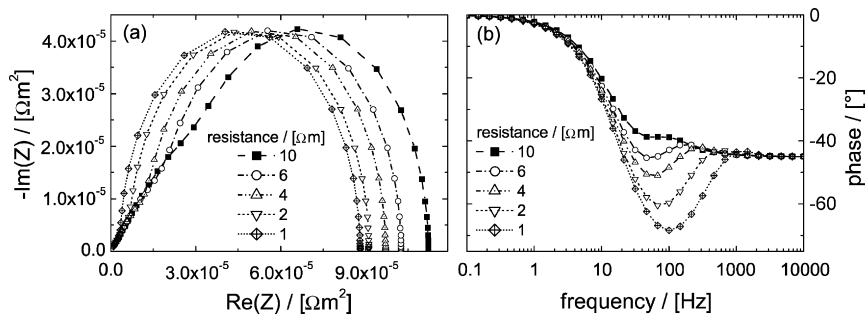 (a)
4.0x10⁻⁵
3.0x10⁻⁵
2.0x10⁻⁵
1.0x10⁻⁵
0.0
-Im(Z) / [Ωm²]
resistance / [Ωm]
10
6
4
2
1
0.0
3.0x10⁻⁵
6.0x10⁻⁵
9.0x10⁻⁵
Re(Z) / [Ωm²]
(b)
0
-20
-40
-60
phase / [°]
resistance / [Ωm]
10
6
4
2
1
0.1
1
10
100
1000
10000
frequency / [Hz]